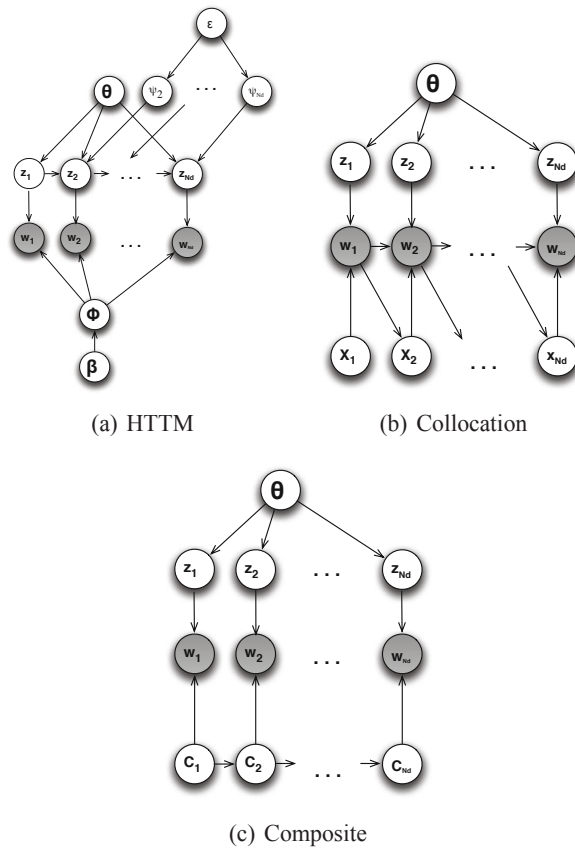 ε
θ ψ2 . . . ψNd
z1 z2 . . . zNd
w1 w2 . . . wNd
Φ
β
(a) HTTM
θ
z1 z2 . . . zNd
w1 w2 . . . wNd
X1 X2 . . . xNd
(b) Collocation
θ
z1 z2 . . . zNd
w1 w2 . . . wNd
C1 C2 . . . CNd
(c) Composite